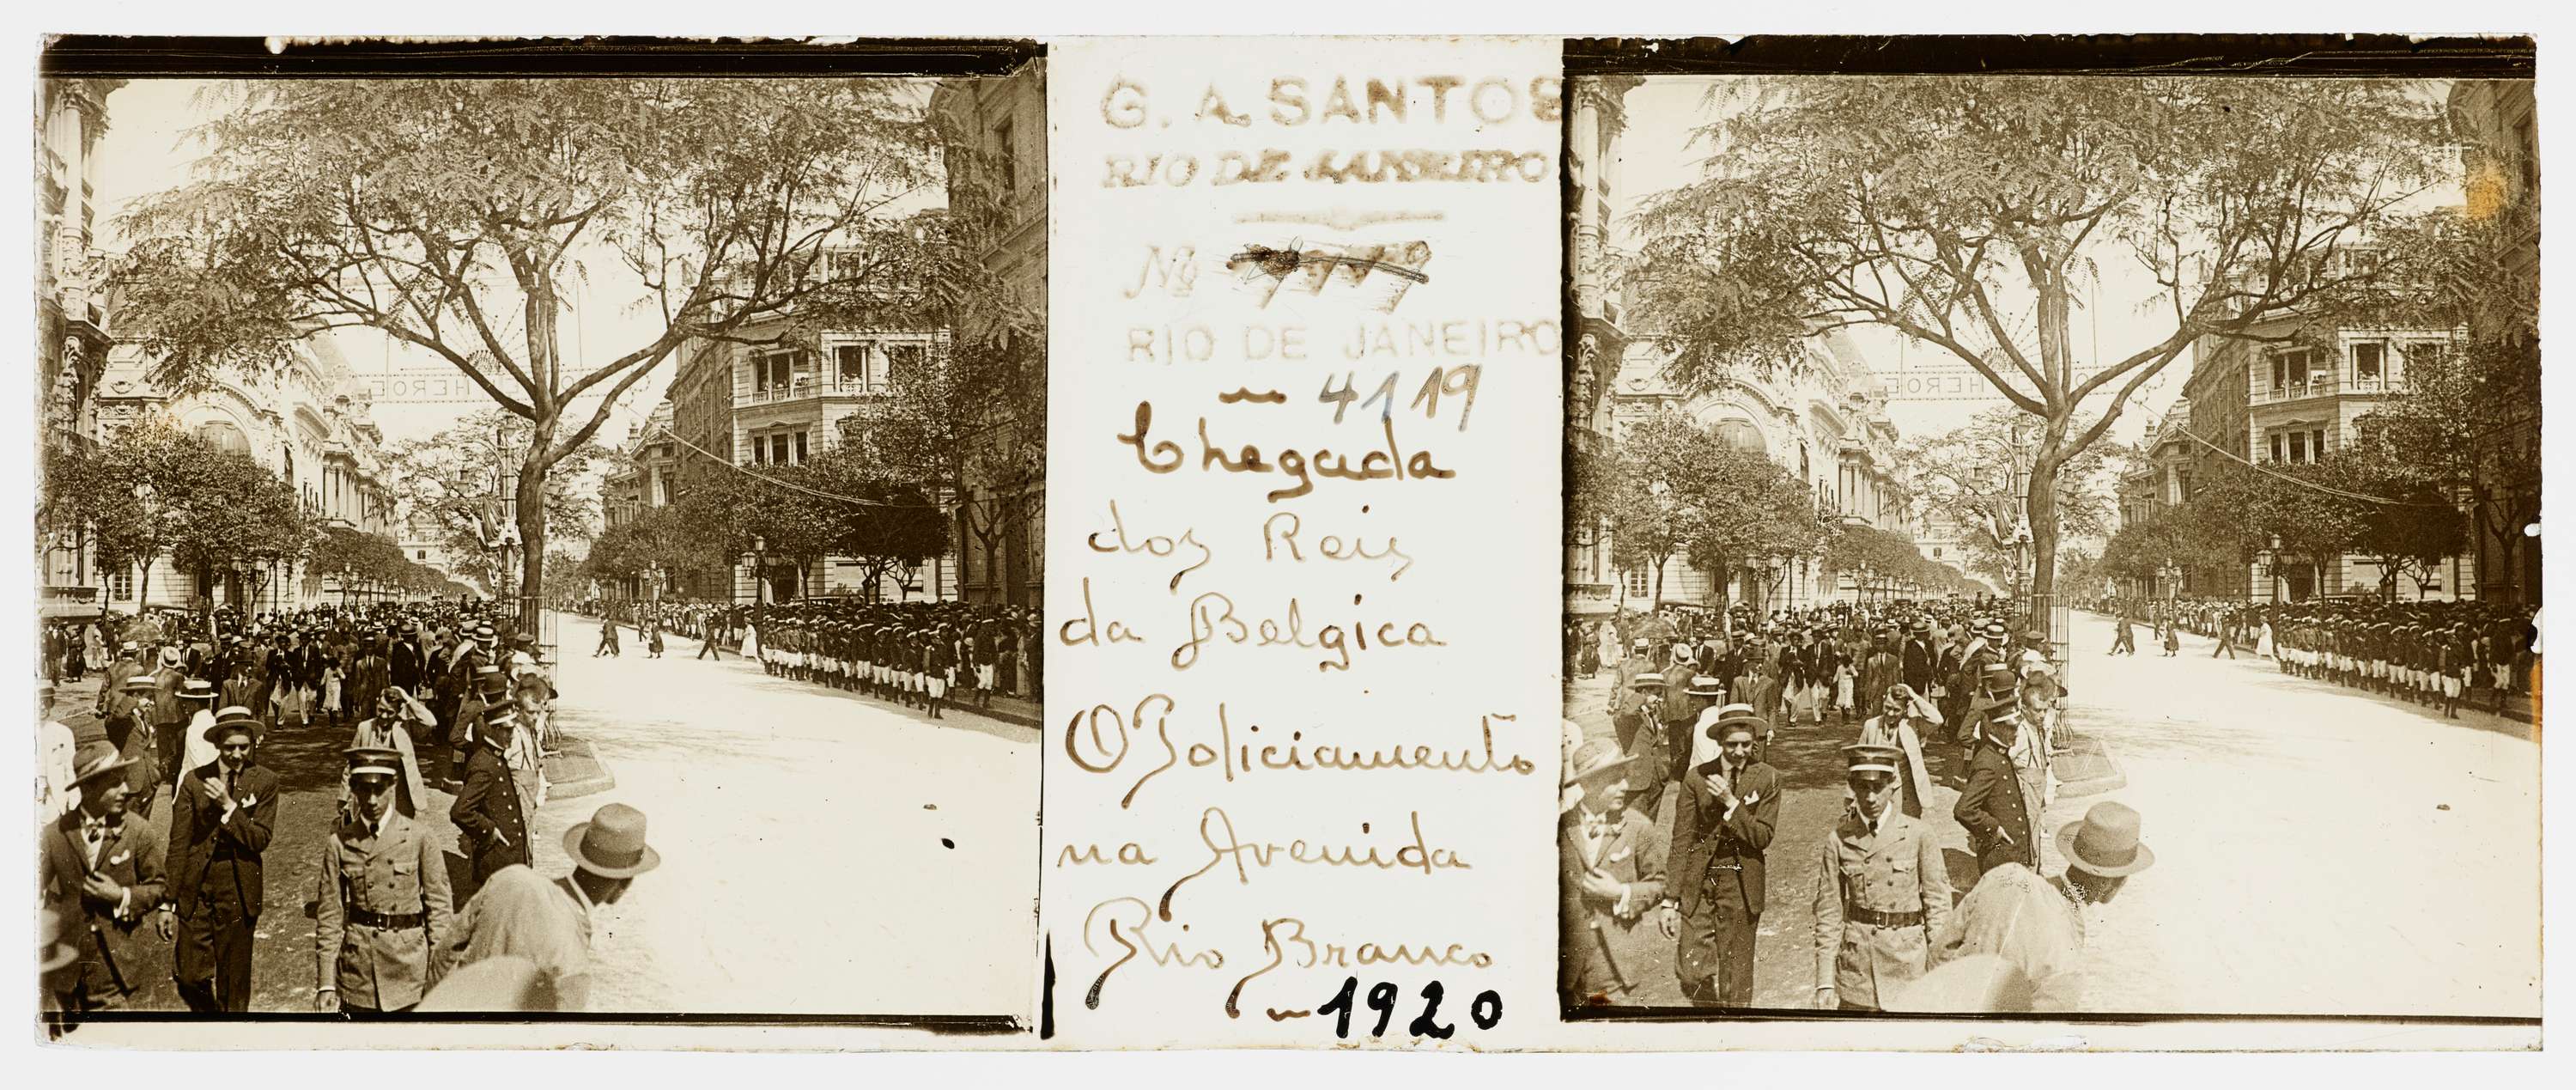 G. A. SANTOS
RIO DE JANEIRO
Nº
RIO DE JANEIRO
4119
Chegada
dos Reis
da Belgica
O Policiamento
na Avenida
Rio Branco
1920
HEROE
HEROE